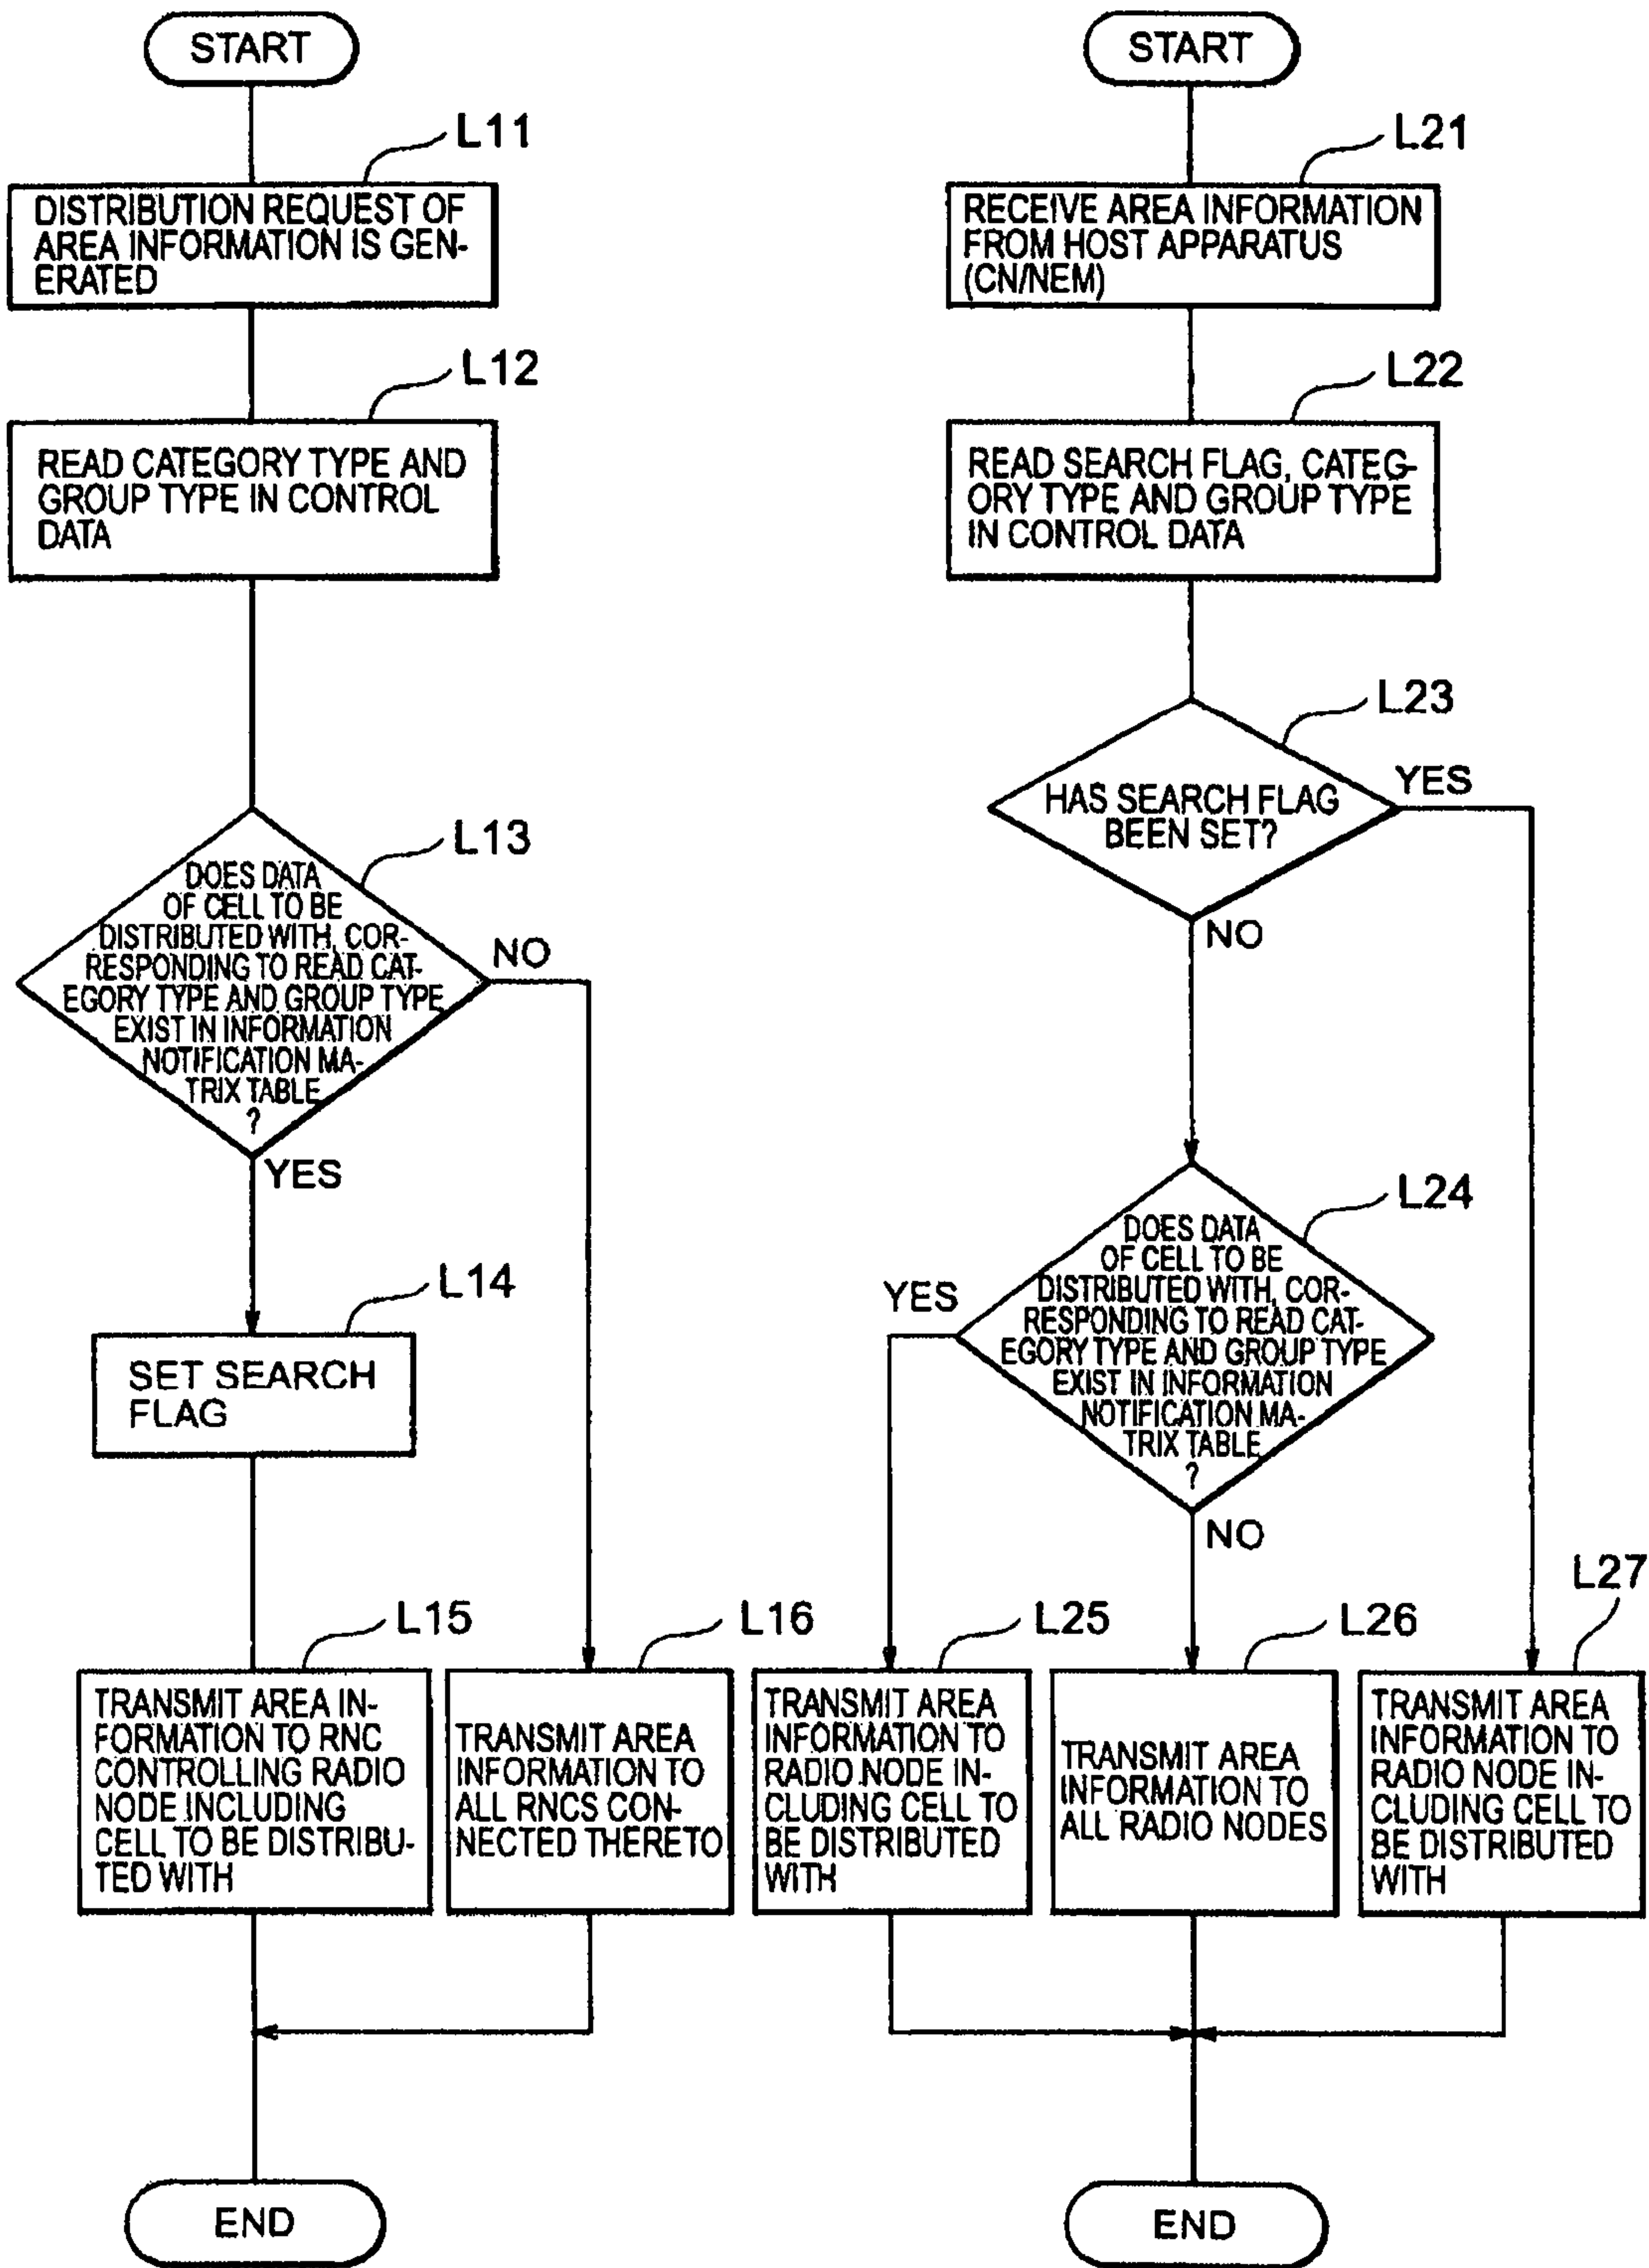 START
L11
DISTRIBUTION REQUEST OF
AREA INFORMATION IS GEN-
ERATED
L12
READ CATEGORY TYPE AND
GROUP TYPE IN CONTROL
DATA
L13
DOES DATA
OF CELL TO BE
DISTRIBUTED WITH, COR-
RESPONDING TO READ CAT-
EGORY TYPE AND GROUP TYPE
EXIST IN INFORMATION
NOTIFICATION MA-
TRIX TABLE
?
NO
YES
L14
SET SEARCH
FLAG
L15
TRANSMIT AREA IN-
FORMATION TO RNC
CONTROLLING RADIO
NODE INCLUDING
CELL TO BE DISTRIBU-
TED WITH
L16
TRANSMIT AREA
INFORMATION TO
ALL RNCS CON-
NECTED THERETO
END
START
L21
RECEIVE AREA INFORMATION
FROM HOST APPARATUS
(CN/NEM)
L22
READ SEARCH FLAG, CATEG-
ORY TYPE AND GROUP TYPE
IN CONTROL DATA
L23
HAS SEARCH FLAG
BEEN SET?
YES
NO
L24
DOES DATA
OF CELL TO BE
DISTRIBUTED WITH, COR-
RESPONDING TO READ CAT-
EGORY TYPE AND GROUP TYPE
EXIST IN INFORMATION
NOTIFICATION MA-
TRIX TABLE
?
YES
NO
L25
TRANSMIT AREA
INFORMATION TO
RADIO NODE IN-
CLUDING CELL TO
BE DISTRIBUTED
WITH
L26
TRANSMIT AREA
INFORMATION TO
ALL RADIO NODES
L27
TRANSMIT AREA
INFORMATION TO
RADIO NODE IN-
CLUDING CELL TO
BE DISTRIBUTED
WITH
END